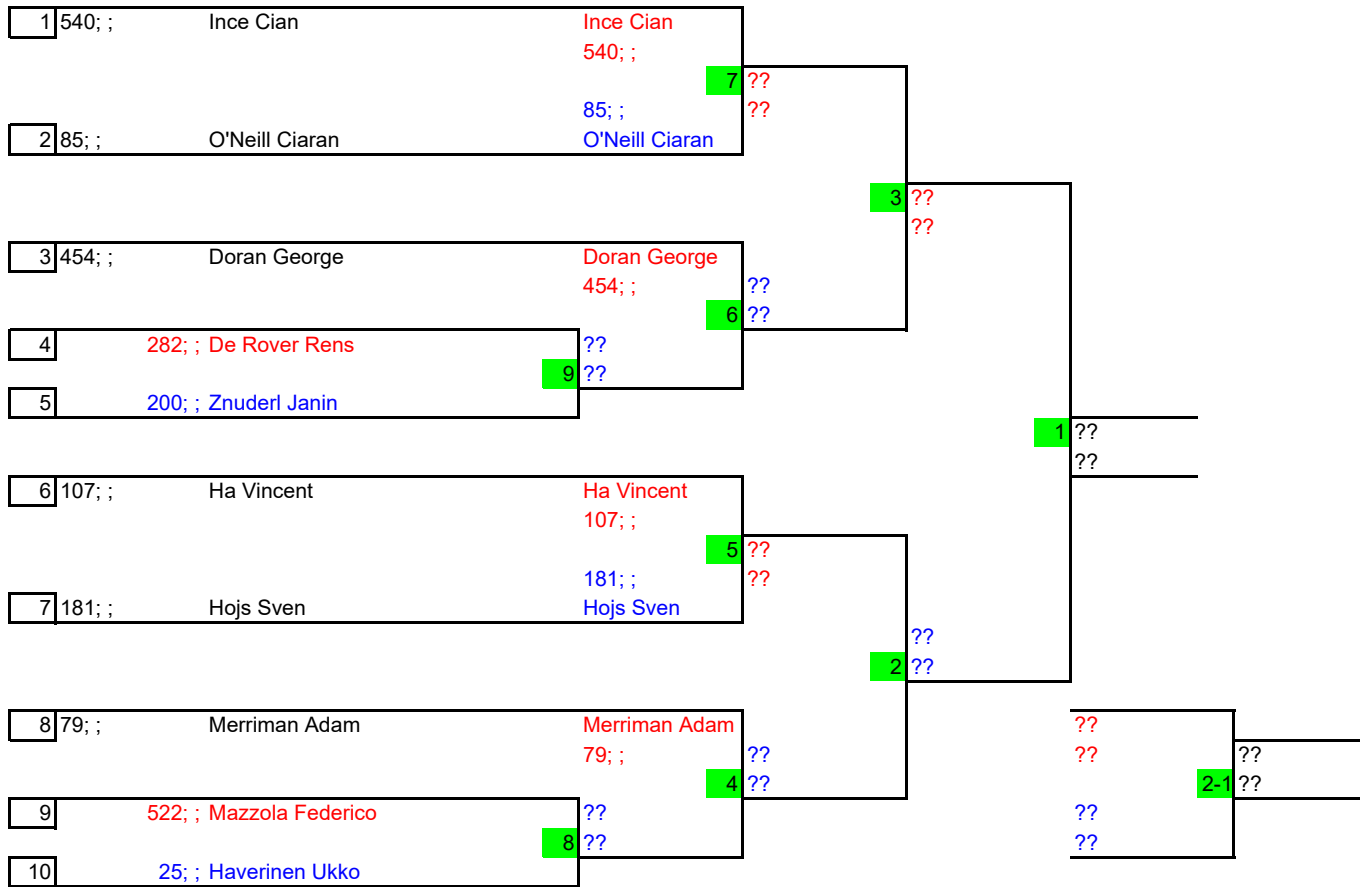 1 540; ; Ince Cian Ince Cian
540; ;
7 ??
85; ; ??
2 85; ; O'Neill Ciaran O'Neill Ciaran
3 ??
??
3 454; ; Doran George Doran George
454; ; ??
6 ??
4 282; ; De Rover Rens ??
9 ??
5 200; ; Znuderl Janin
1 ??
??
6 107; ; Ha Vincent Ha Vincent
107; ;
5 ??
181; ; ??
7 181; ; Hojs Sven Hojs Sven
??
2 ??
8 79; ; Merriman Adam Merriman Adam ??
79; ; ?? ?? ??
4 ?? 2-1 ??
9 522; ; Mazzola Federico ?? ??
8 ?? ??
10 25; ; Haverinen Ukko